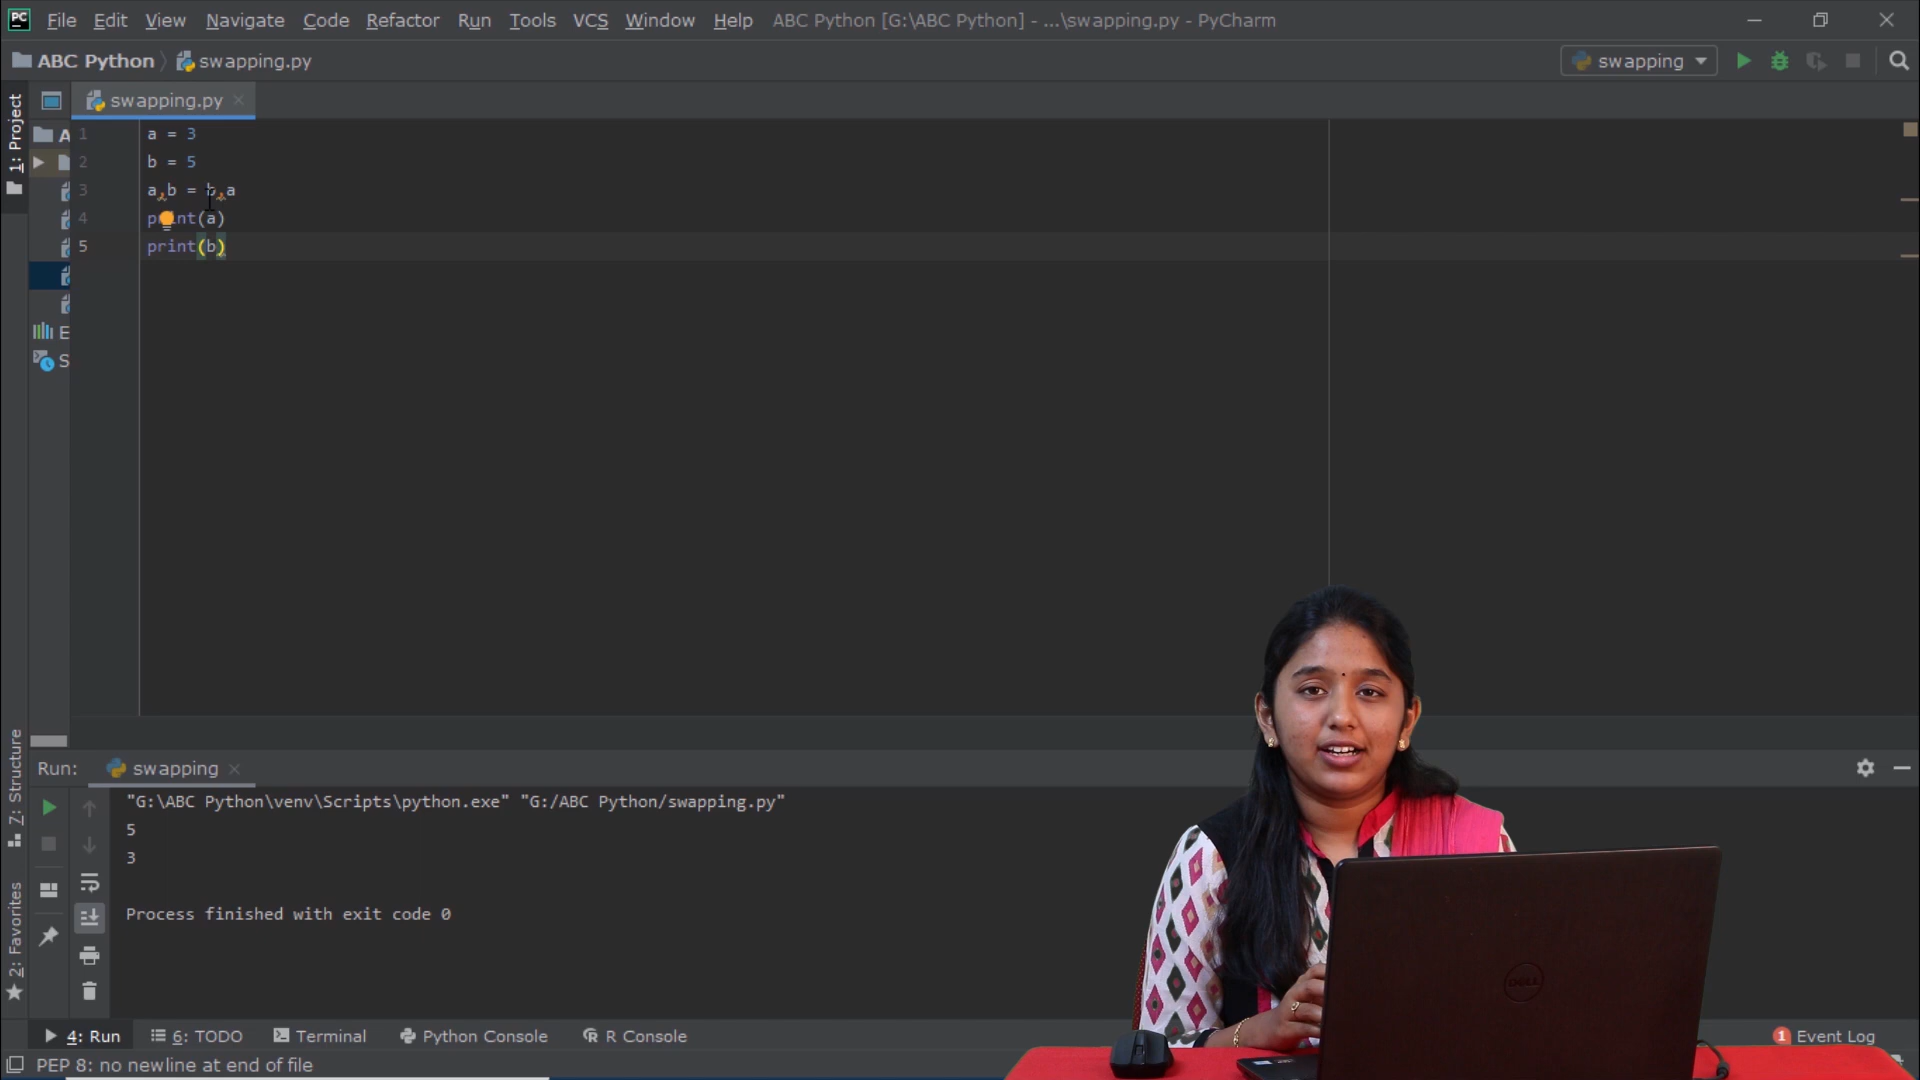 PC File Edit View Navigate Code Refactor Run Tools VCS Window Help ABC Python [G:\ABC Python] - ...\swapping.py - PyCharm
ABC Python swapping.py swapping
1: Project
swapping.py
A
E
S
1 a = 3
2 b = 5
3 a,b = b,a
4 print(a)
5 print(b)
7: Structure
2: Favorites
Run: swapping
"G:\ABC Python\venv\Scripts\python.exe" "G:/ABC Python/swapping.py"
5
3
Process finished with exit code 0
DELL
4: Run 6: TODO Terminal Python Console R Console 1 Event Log
PEP 8: no newline at end of file